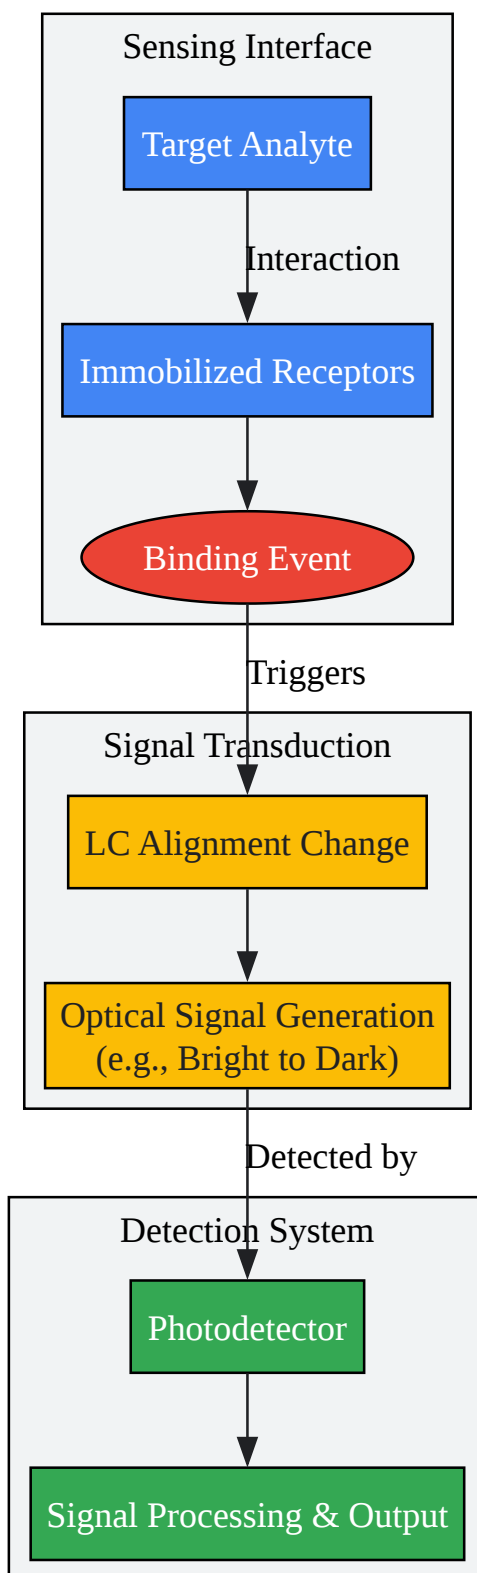 Sensing Interface
Target Analyte
Interaction
Immobilized Receptors
Binding Event
Triggers
Signal Transduction
LC Alignment Change
Optical Signal Generation
(e.g., Bright to Dark)
Detected by
Detection System
Photodetector
Signal Processing & Output